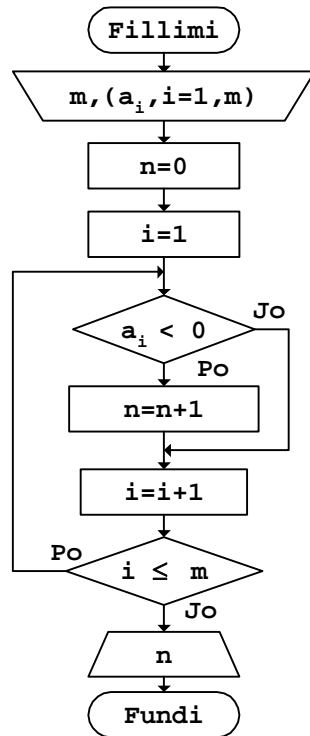 Fillimi
m,(aᵢ,i=1,m)
n=0
i=1
aᵢ < 0
Jo
Po
n=n+1
i=i+1
Po
i ≤ m
Jo
n
Fundi